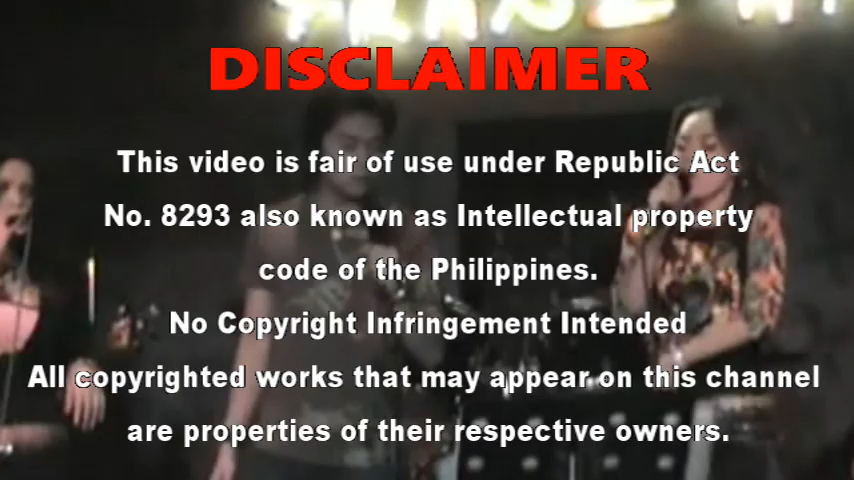 DISCLAIMER
This video is fair of use under Republic Act
No. 8293 also known as Intellectual property
code of the Philippines.
No Copyright Infringement Intended
All copyrighted works that may appear on this channel
are properties of their respective owners.